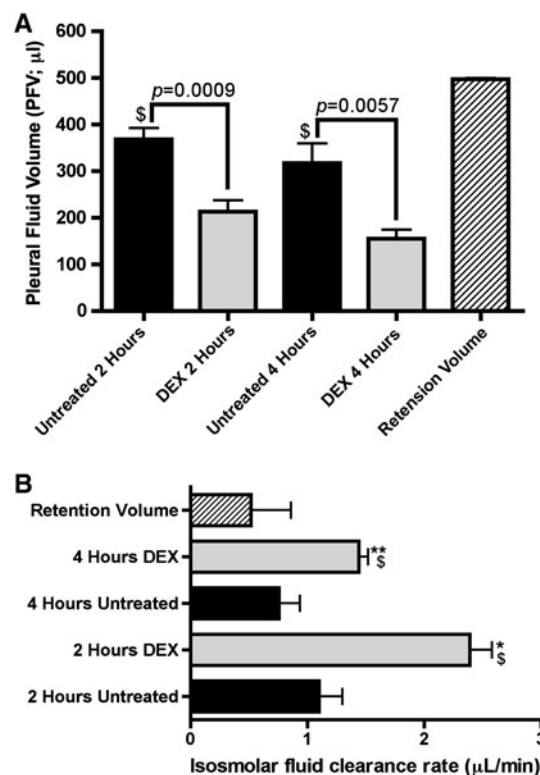 A
Pleural Fluid Volume (PFV; μl)
600
500
400
300
200
100
0
$
p=0.0009
$
p=0.0057
Untreated 2 Hours
DEX 2 Hours
Untreated 4 Hours
DEX 4 Hours
Retension Volume
B
Retention Volume
4 Hours DEX
**
$
4 Hours Untreated
2 Hours DEX
*
$
2 Hours Untreated
0 1 2 3
Isosmolar fluid clearance rate (μL/min)